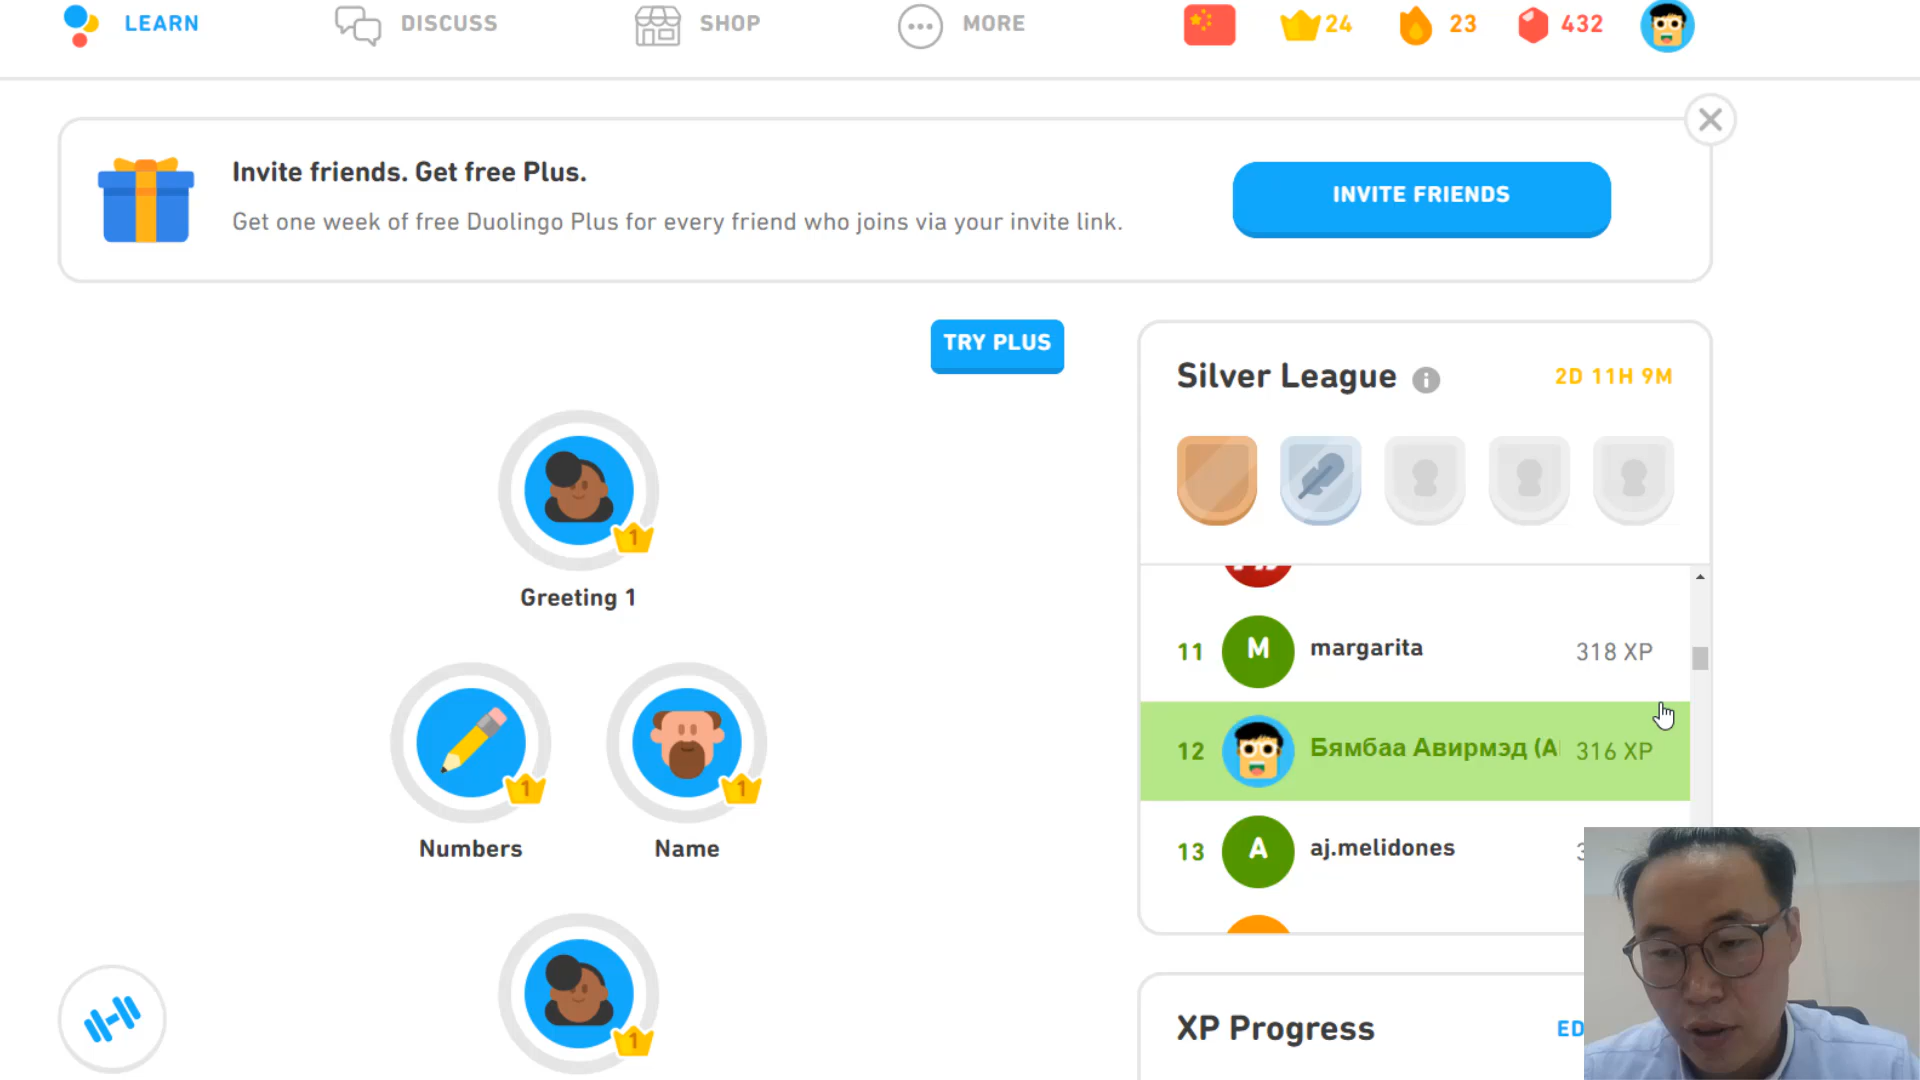 LEARN
DISCUSS
SHOP
MORE
24
23
432
Invite friends. Get free Plus.
Get one week of free Duolingo Plus for every friend who joins via your invite link.
INVITE FRIENDS
TRY PLUS
Silver League
2D 11H 9M
11 M margarita 318 XP
12 Бямбаа Авирмэд (А 316 XP
13 A aj.melidones
1
Greeting 1
1
1
Numbers
Name
1
XP Progress